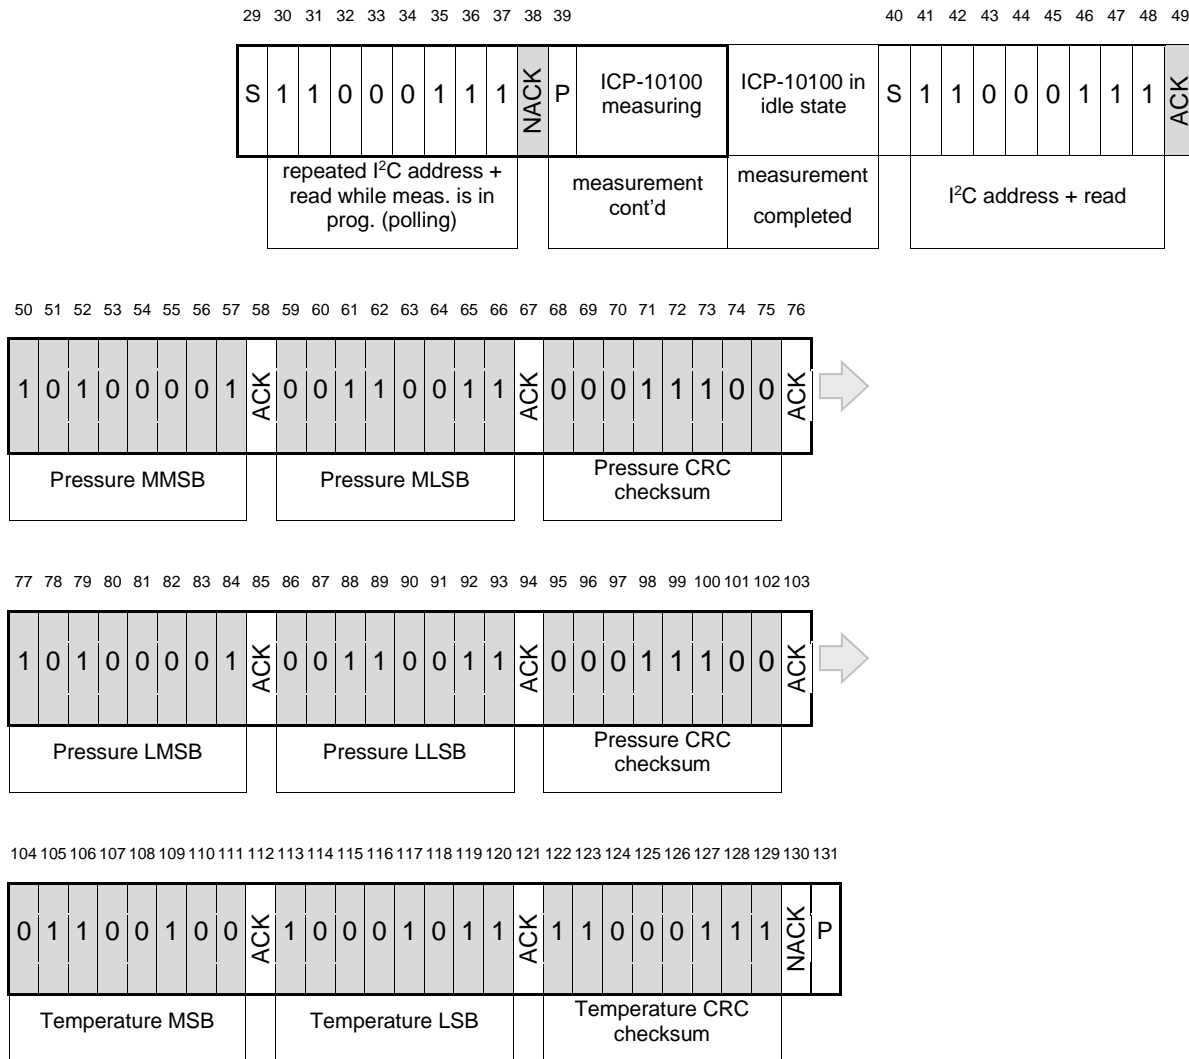 29 30 31 32 33 34 35 36 37 38 39 40 41 42 43 44 45 46 47 48 49
S 1 1 0 0 0 1 1 1 NACK P ICP-10100 measuring ICP-10100 in idle state S 1 1 0 0 0 1 1 1 ACK
repeated I²C address +
read while meas. is in
prog. (polling)
measurement
cont'd
measurement
completed
I²C address + read
50 51 52 53 54 55 56 57 58 59 60 61 62 63 64 65 66 67 68 69 70 71 72 73 74 75 76
1 0 1 0 0 0 0 1 ACK 0 0 1 1 0 0 1 1 ACK 0 0 0 1 1 1 0 0 ACK
Pressure MMSB
Pressure MLSB
Pressure CRC
checksum
77 78 79 80 81 82 83 84 85 86 87 88 89 90 91 92 93 94 95 96 97 98 99 100 101 102 103
1 0 1 0 0 0 0 1 ACK 0 0 1 1 0 0 1 1 ACK 0 0 0 1 1 1 0 0 ACK
Pressure LMSB
Pressure LLSB
Pressure CRC
checksum
104 105 106 107 108 109 110 111 112 113 114 115 116 117 118 119 120 121 122 123 124 125 126 127 128 129 130 131
0 1 1 0 0 1 0 0 ACK 1 0 0 0 1 0 1 1 ACK 1 1 0 0 0 1 1 1 NACK P
Temperature MSB
Temperature LSB
Temperature CRC
checksum